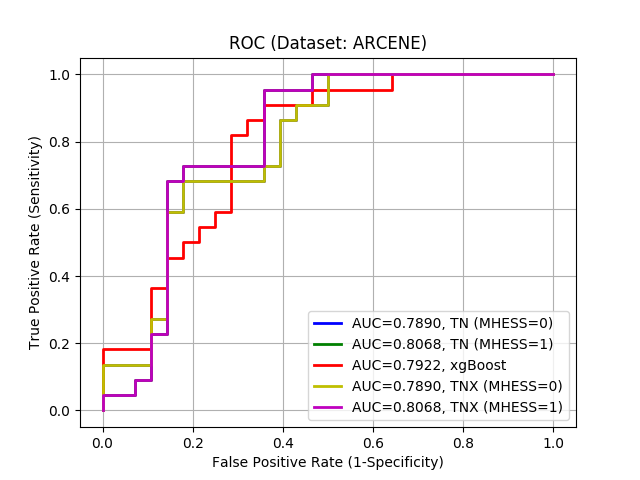 ROC (Dataset: ARCENE)
True Positive Rate (Sensitivity)
1.0
0.8
0.6
0.4
0.2
0.0
AUC=0.7890, TN (MHESS=0)
AUC=0.8068, TN (MHESS=1)
AUC=0.7922, xgBoost
AUC=0.7890, TNX (MHESS=0)
AUC=0.8068, TNX (MHESS=1)
0.0 0.2 0.4 0.6 0.8 1.0
False Positive Rate (1-Specificity)